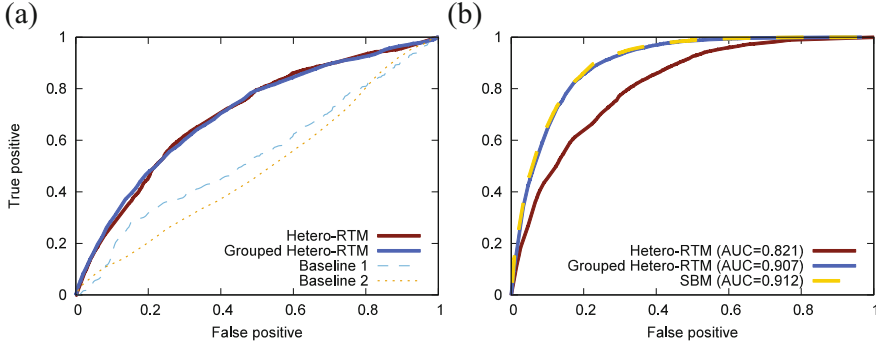 (a)
1
0.8
0.6
0.4
0.2
0
True positive
0
0.2
0.4
0.6
0.8
1
False positive
Hetero-RTM
Grouped Hetero-RTM
Baseline 1
Baseline 2
(b)
1
0.8
0.6
0.4
0.2
0
0
0.2
0.4
0.6
0.8
1
False positive
Hetero-RTM (AUC=0.821)
Grouped Hetero-RTM (AUC=0.907)
SBM (AUC=0.912)